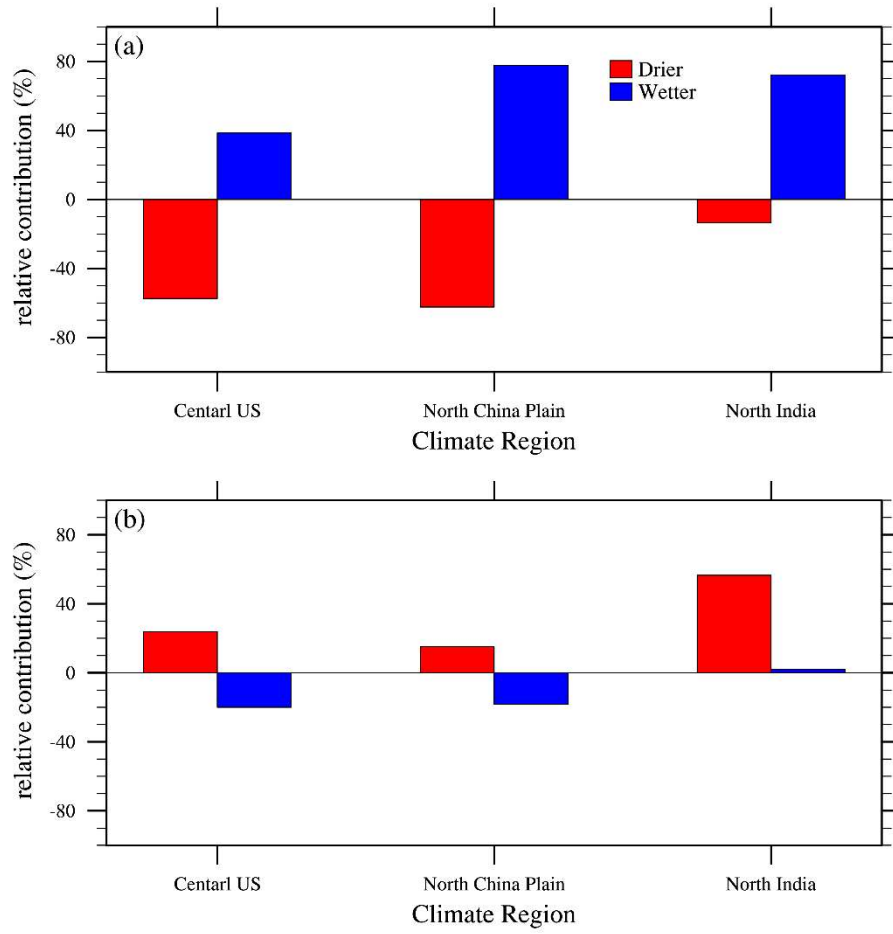 (a)
Drier
Wetter
relative contribution (%)
80
40
0
-40
-80
Centarl US North China Plain North India
Climate Region
(b)
relative contribution (%)
80
40
0
-40
-80
Centarl US North China Plain North India
Climate Region